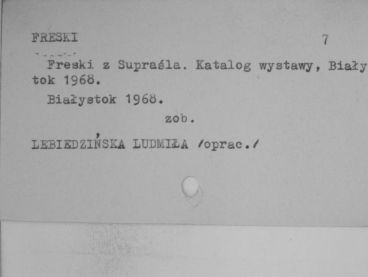 FRESKI 7
Freski z Supraśla. Katalog wystawy, Biały
tok 1968.
Białystok 1968.
zob.
LEBIEDZIŃSKA LUDMIŁA /oprac./